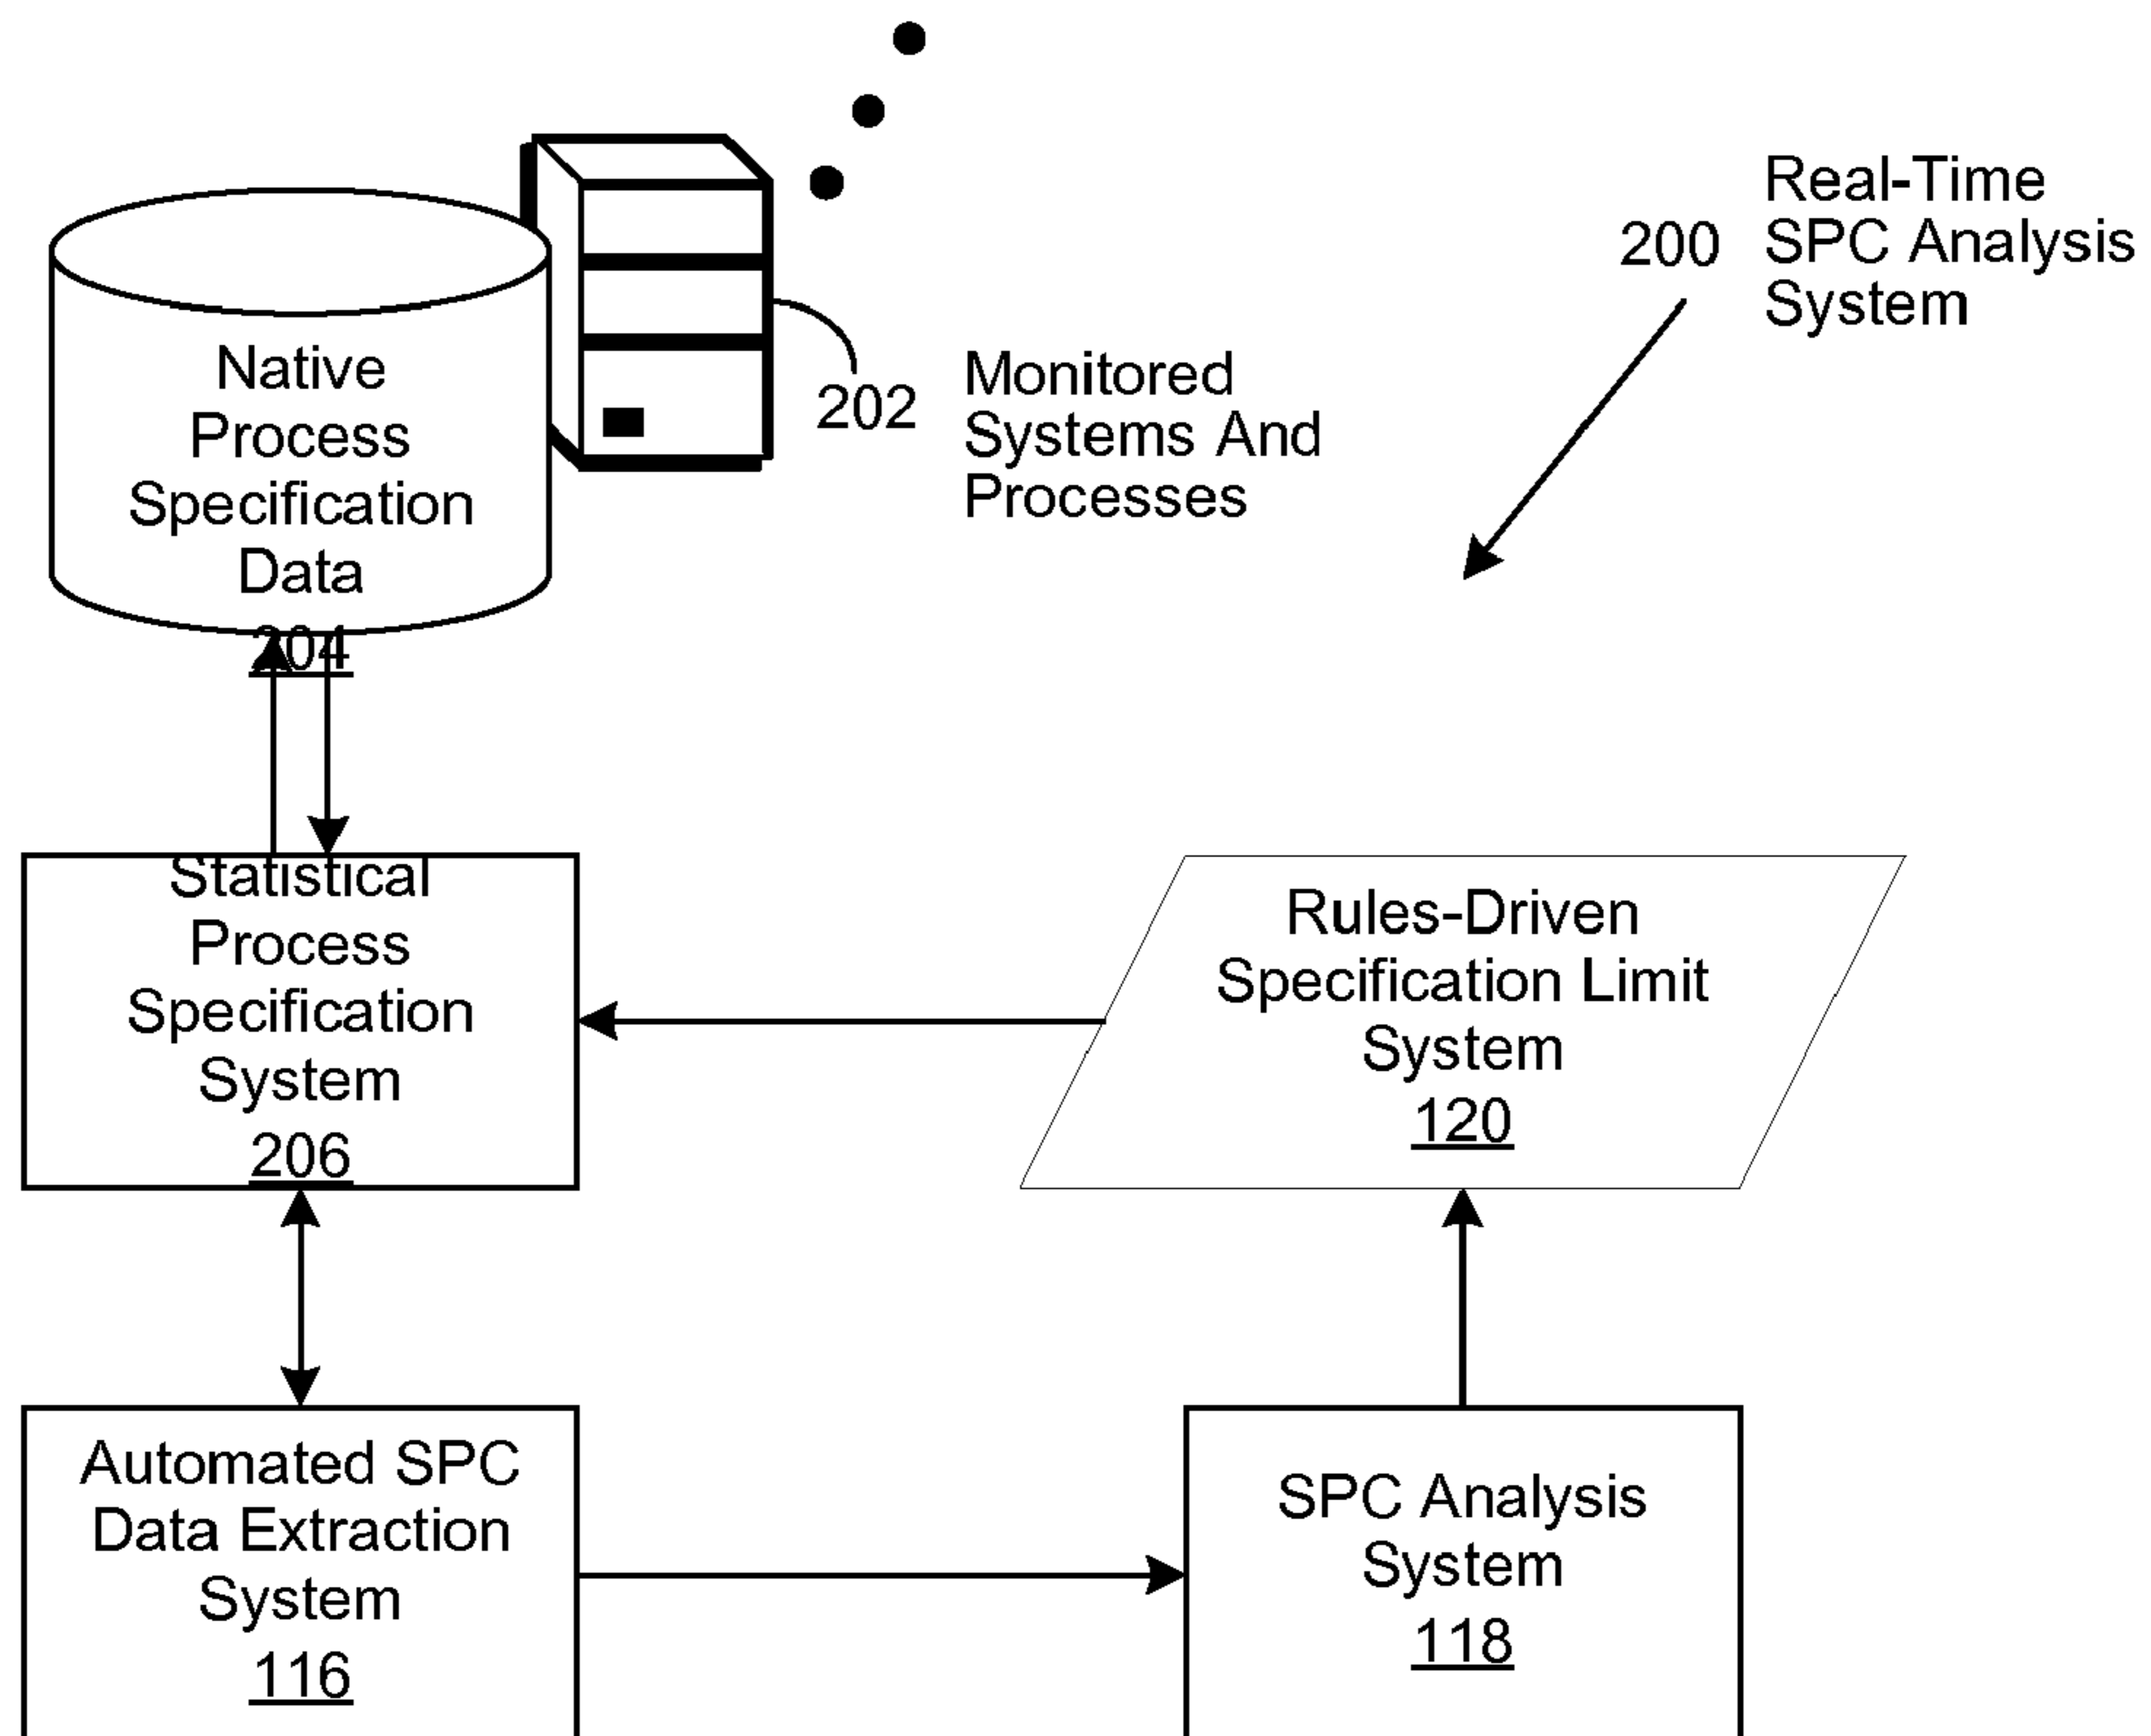 Real-Time
200 SPC Analysis
System
Native
Process
Specification
Data
204
202
Monitored
Systems And
Processes
Statistical
Process
Specification
System
206
Rules-Driven
Specification Limit
System
120
Automated SPC
Data Extraction
System
116
SPC Analysis
System
118